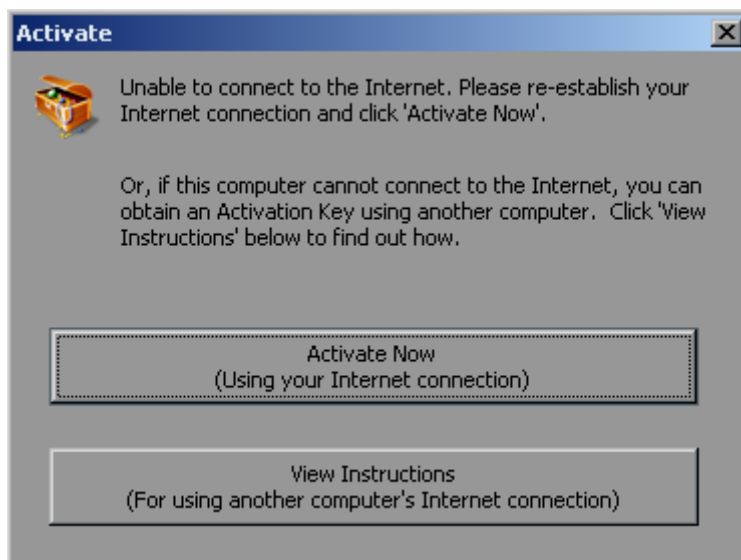 Activate
Unable to connect to the Internet. Please re-establish your
Internet connection and click 'Activate Now'.
Or, if this computer cannot connect to the Internet, you can
obtain an Activation Key using another computer.  Click 'View
Instructions' below to find out how.
Activate Now
(Using your Internet connection)
View Instructions
(For using another computer's Internet connection)